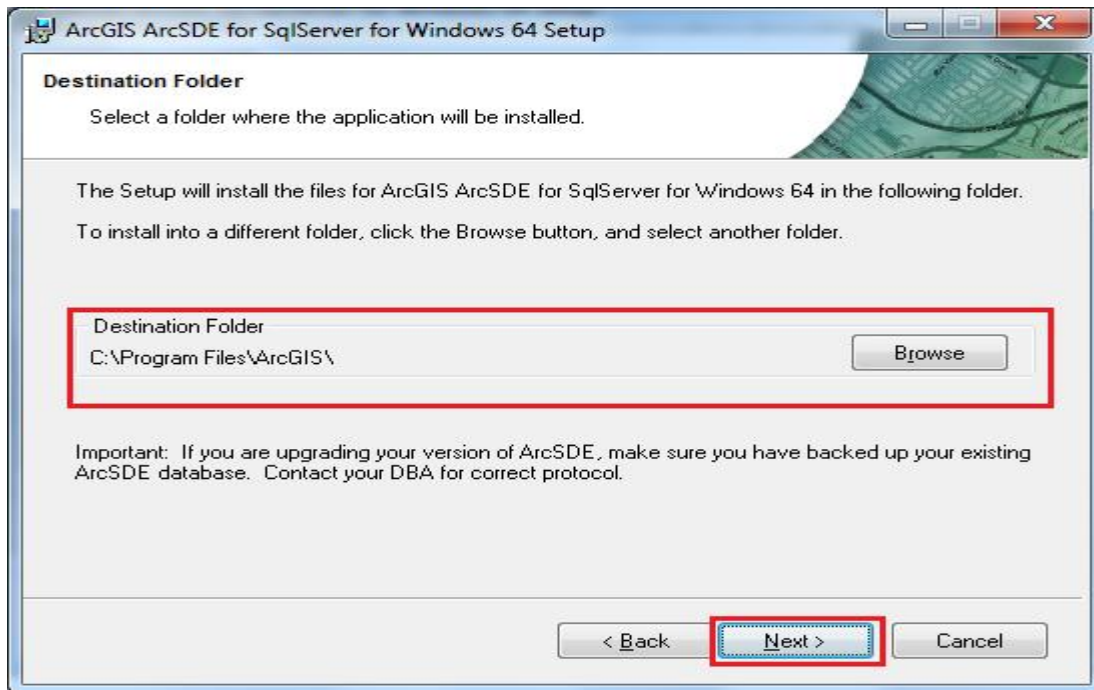 ArcGIS ArcSDE for SqlServer for Windows 64 Setup
Destination Folder
Select a folder where the application will be installed.
The Setup will install the files for ArcGIS ArcSDE for SqlServer for Windows 64 in the following folder.
To install into a different folder, click the Browse button, and select another folder.
Destination Folder
C:\Program Files\ArcGIS\
Browse
Important: If you are upgrading your version of ArcSDE, make sure you have backed up your existing
ArcSDE database. Contact your DBA for correct protocol.
< Back
Next >
Cancel